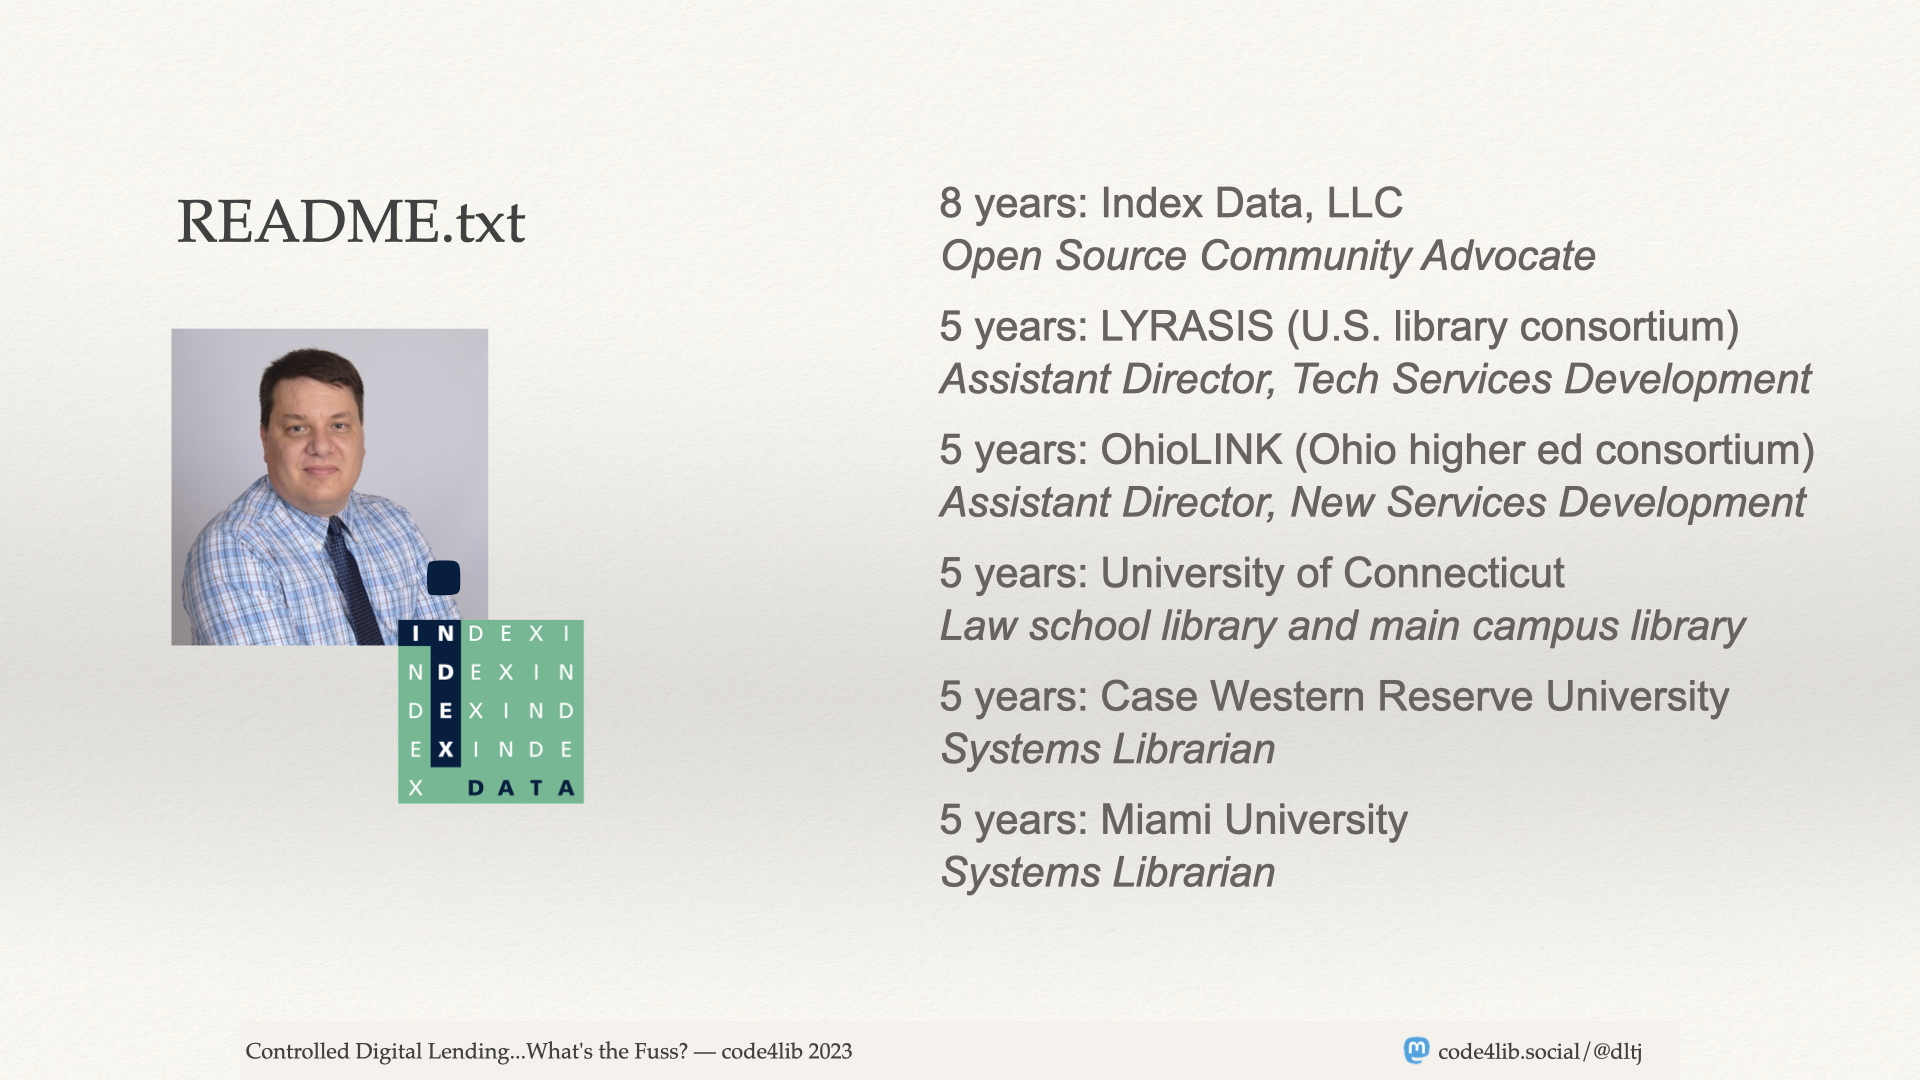 README.txt
8 years: Index Data, LLC
Open Source Community Advocate
5 years: LYRASIS (U.S. library consortium)
Assistant Director, Tech Services Development
5 years: OhioLINK (Ohio higher ed consortium)
Assistant Director, New Services Development
5 years: University of Connecticut
Law school library and main campus library
5 years: Case Western Reserve University
Systems Librarian
5 years: Miami University
Systems Librarian
I N D E X I
N D E X I N
D E X I N D
E X I N D E
X DATA
Controlled Digital Lending...What's the Fuss? — code4lib 2023
code4lib.social/@dltj